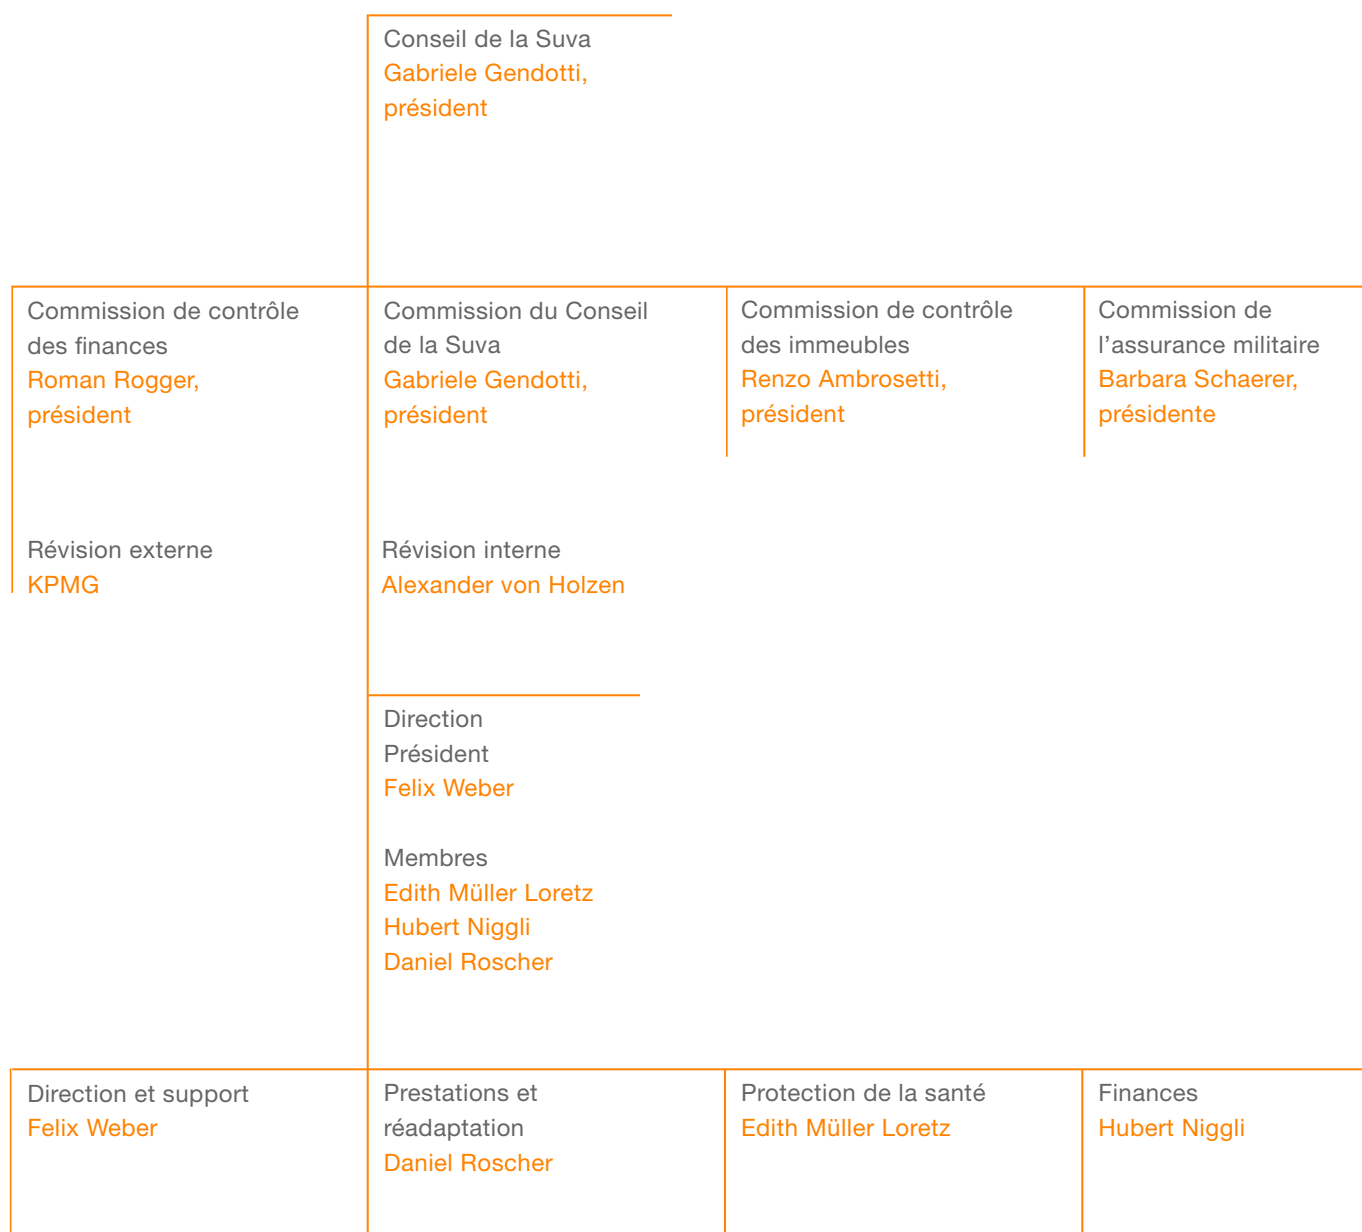 Conseil de la Suva
Gabriele Gendotti,
président
Commission de contrôle
des finances
Roman Rogger,
président
Commission du Conseil
de la Suva
Gabriele Gendotti,
président
Commission de contrôle
des immeubles
Renzo Ambrosetti,
président
Commission de
l’assurance militaire
Barbara Schaerer,
présidente
Révision externe
KPMG
Révision interne
Alexander von Holzen
Direction
Président
Felix Weber
Membres
Edith Müller Loretz
Hubert Niggli
Daniel Roscher
Direction et support
Felix Weber
Prestations et
réadaptation
Daniel Roscher
Protection de la santé
Edith Müller Loretz
Finances
Hubert Niggli